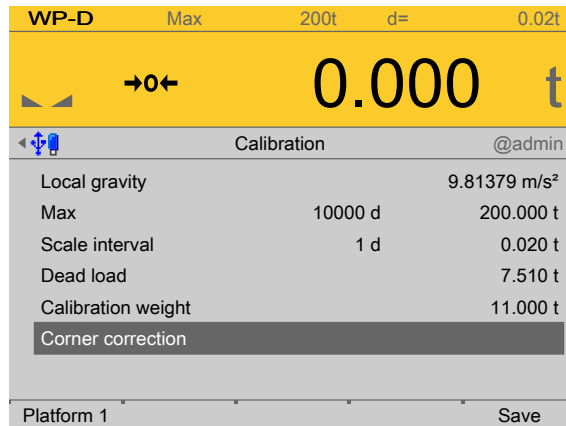 WP-D Max 200t d= 0.02t
→0← 0.000 t
Calibration @admin
Local gravity 9.81379 m/s²
Max 10000 d 200.000 t
Scale interval 1 d 0.020 t
Dead load 7.510 t
Calibration weight 11.000 t
Corner correction
Platform 1 Save